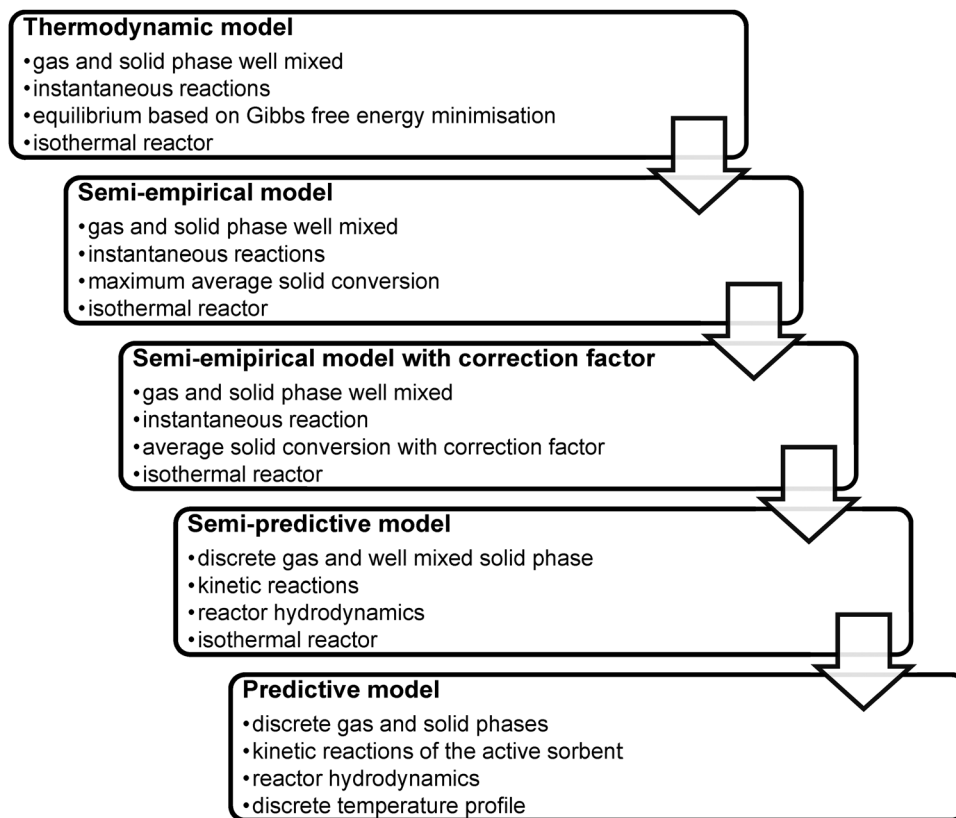 Thermodynamic model
•gas and solid phase well mixed
•instantaneous reactions
•equilibrium based on Gibbs free energy minimisation
•isothermal reactor
Semi-empirical model
•gas and solid phase well mixed
•instantaneous reactions
•maximum average solid conversion
•isothermal reactor
Semi-emipirical model with correction factor
•gas and solid phase well mixed
•instantaneous reaction
•average solid conversion with correction factor
•isothermal reactor
Semi-predictive model
•discrete gas and well mixed solid phase
•kinetic reactions
•reactor hydrodynamics
•isothermal reactor
Predictive model
•discrete gas and solid phases
•kinetic reactions of the active sorbent
•reactor hydrodynamics
•discrete temperature profile